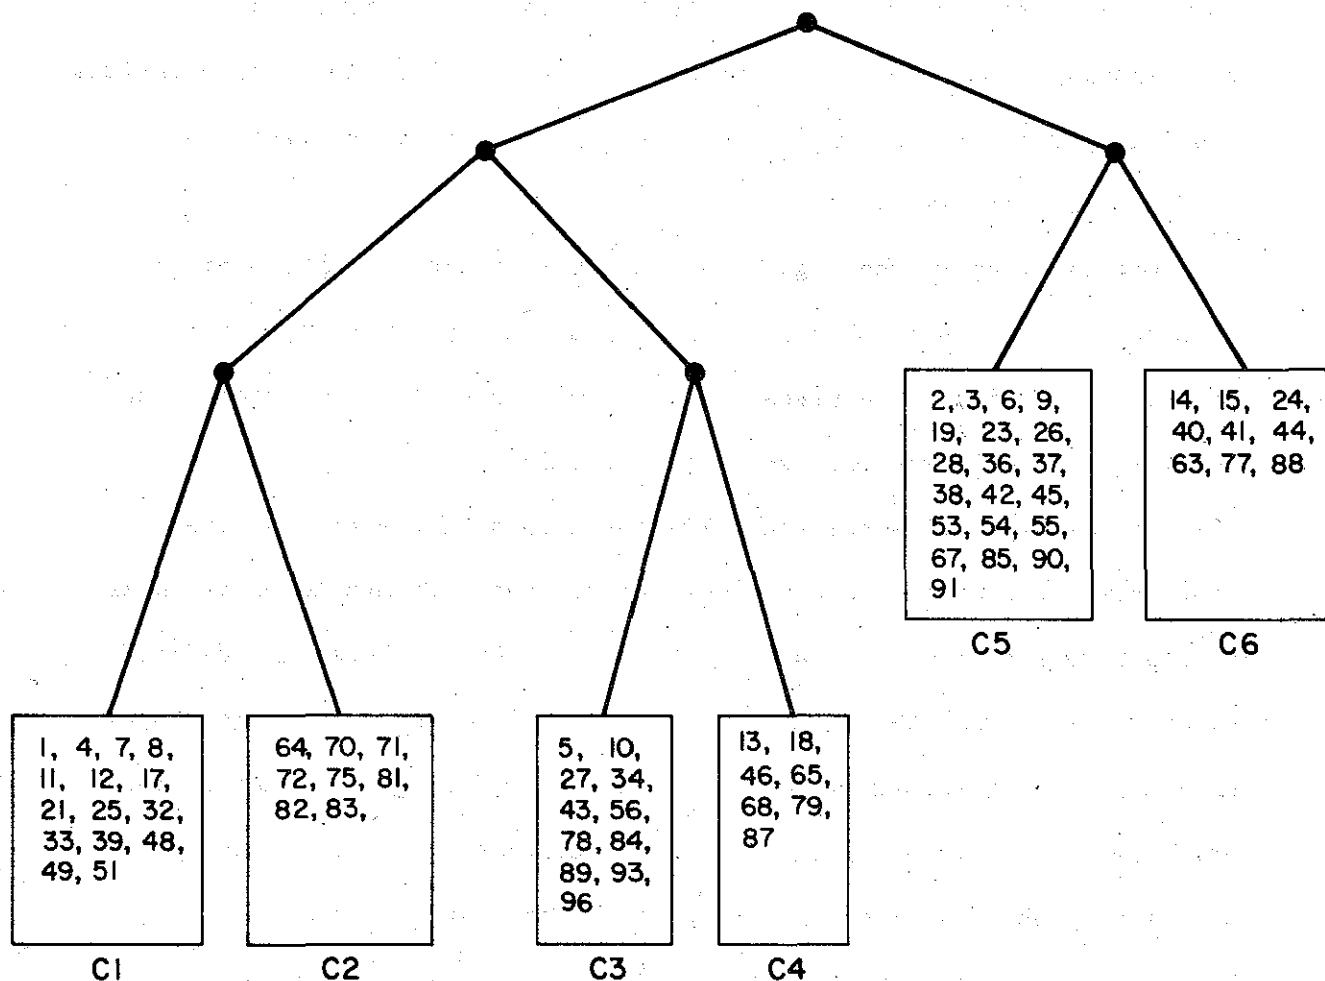 2, 3, 6, 9,
19, 23, 26,
28, 36, 37,
38, 42, 45,
53, 54, 55,
67, 85, 90,
91
C5
14, 15, 24,
40, 41, 44,
63, 77, 88
C6
1, 4, 7, 8,
11, 12, 17,
21, 25, 32,
33, 39, 48,
49, 51
C1
64, 70, 71,
72, 75, 81,
82, 83,
C2
5, 10,
27, 34,
43, 56,
78, 84,
89, 93,
96
C3
13, 18,
46, 65,
68, 79,
87
C4